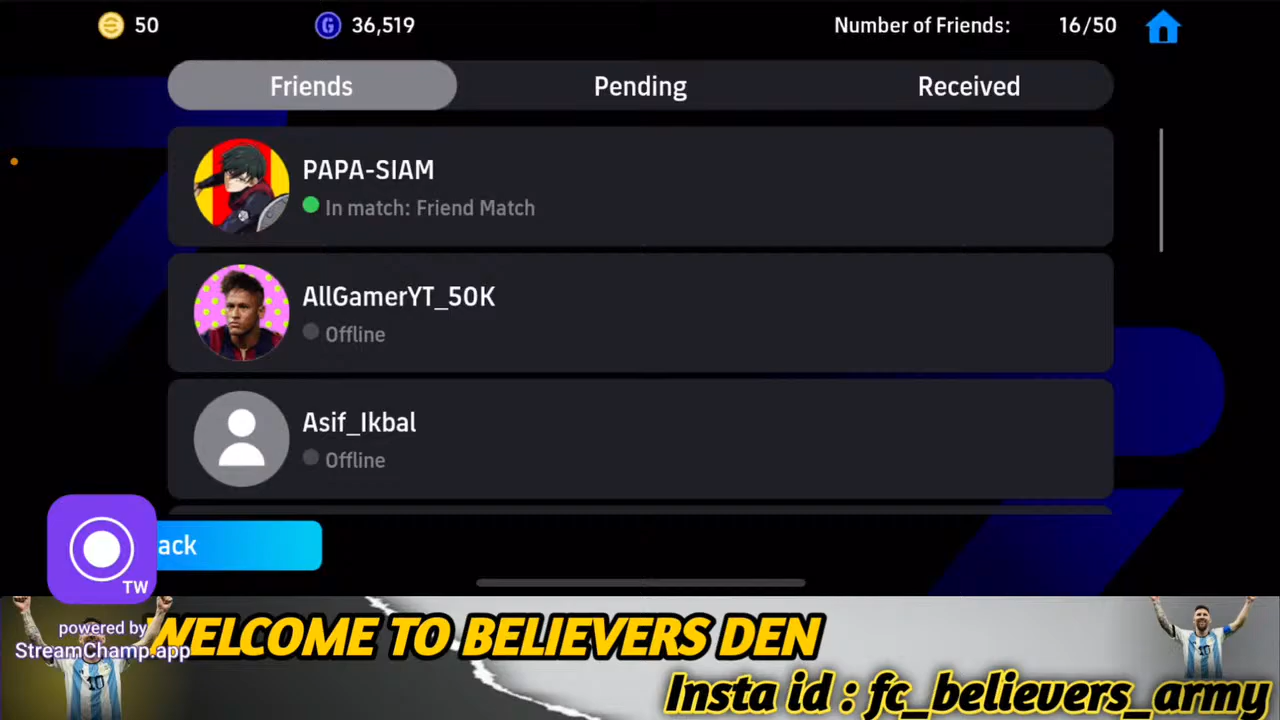 50
36,519
Number of Friends: 16/50
Friends
Pending
Received
PAPA-SIAM
In match: Friend Match
AllGamerYT_50K
Offline
Asif_Ikbal
Offline
ack
TW
powered by
StreamChamp.app
WELCOME TO BELIEVERS DEN
Insta id : fc_believers_army
10